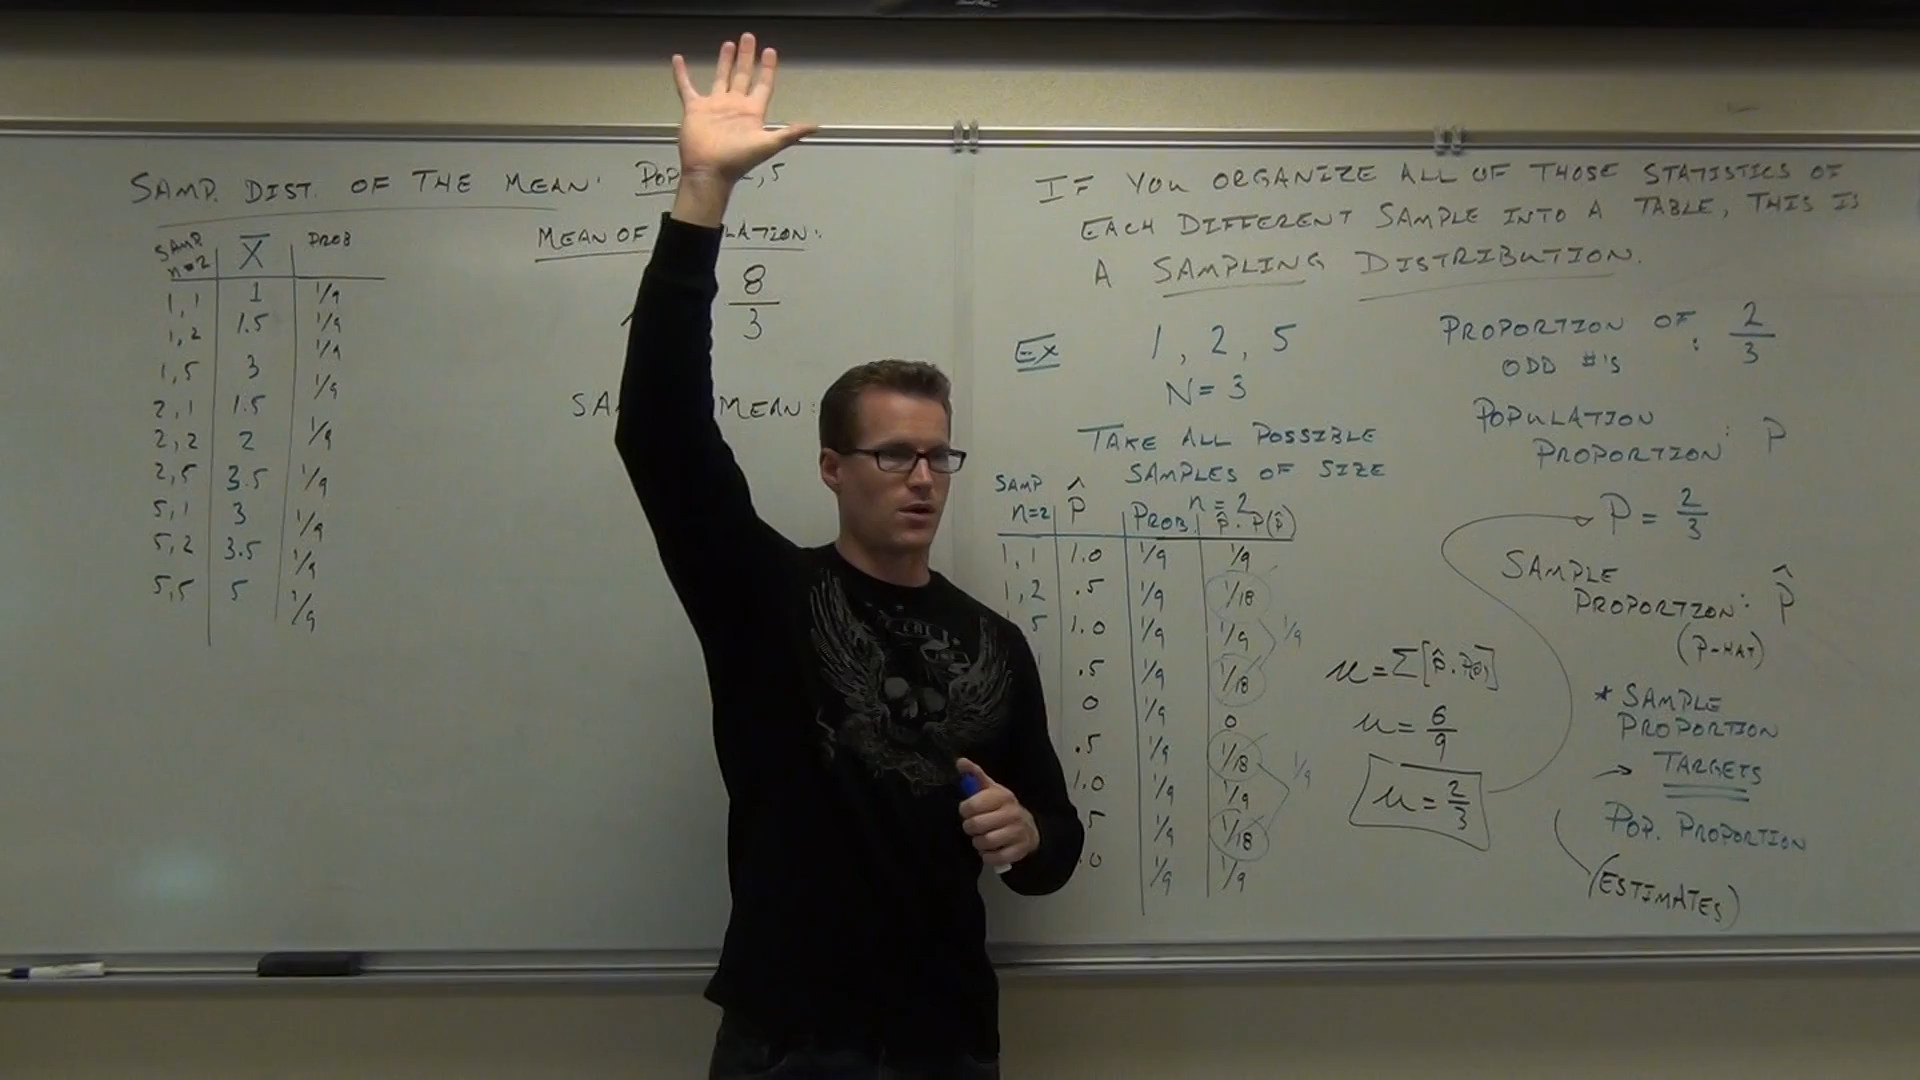 SAMP. DIST. OF THE MEAN: POP 2,5
SAMP n=2 X̄ PROB
1,1 1 1/9
1,2 1.5 1/9
1,5 3 1/9
2,1 1.5 1/9
2,2 2 1/9
2,5 3.5 1/9
5,1 3 1/9
5,2 3.5 1/9
5,5 5 1/9
MEAN OF LATION:
8/3
SA MEAN:
IF YOU ORGANIZE ALL OF THOSE STATISTICS OF
EACH DIFFERENT SAMPLE INTO A TABLE, THIS IS
A SAMPLING DISTRIBUTION.
EX 1, 2, 5
N = 3
TAKE ALL POSSIBLE
SAMPLES OF SIZE
n = 2
SAMP n=2 P̂ PROB. p̂·P(p̂)
1,1 1.0 1/9 1/9
1,2 .5 1/9 1/18
5 1.0 1/9 1/9
.5 1/9 1/18
0 1/9 0
.5 1/9 1/18
1.0 1/9 1/9
5 1/9 1/18
.0 1/9 1/9
1/9
1/9
μ = Σ[p̂·P(p̂)]
μ = 6/9
μ = 2/3
PROPORTION OF
ODD #'S : 2/3
POPULATION
PROPORTION: P
P = 2/3
SAMPLE
PROPORTION: P̂
(P-HAT)
* SAMPLE
PROPORTION
→ TARGETS
POP. PROPORTION
(ESTIMATES)